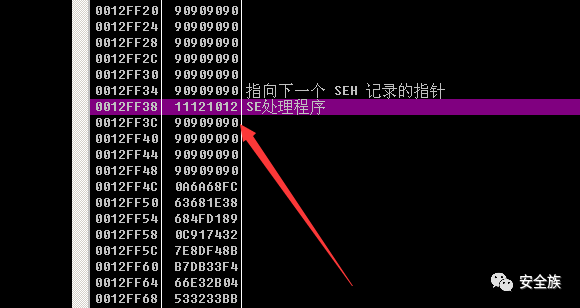 0012FF20 90909090
0012FF24 90909090
0012FF28 90909090
0012FF2C 90909090
0012FF30 90909090
0012FF34 90909090 指向下一个 SEH 记录的指针
0012FF38 11121012 SE处理程序
0012FF3C 90909090
0012FF40 90909090
0012FF44 90909090
0012FF48 90909090
0012FF4C 0A6A68FC
0012FF50 63681E38
0012FF54 684FD189
0012FF58 0C917432
0012FF5C 7E8DF48B
0012FF60 B7DB33F4
0012FF64 66E32B04
0012FF68 533233BB
安全族